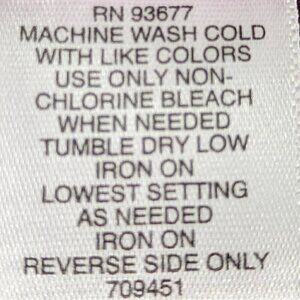 RN 93677
MACHINE WASH COLD
WITH LIKE COLORS
USE ONLY NON-
CHLORINE BLEACH
WHEN NEEDED
TUMBLE DRY LOW
IRON ON
LOWEST SETTING
AS NEEDED
IRON ON
REVERSE SIDE ONLY
709451